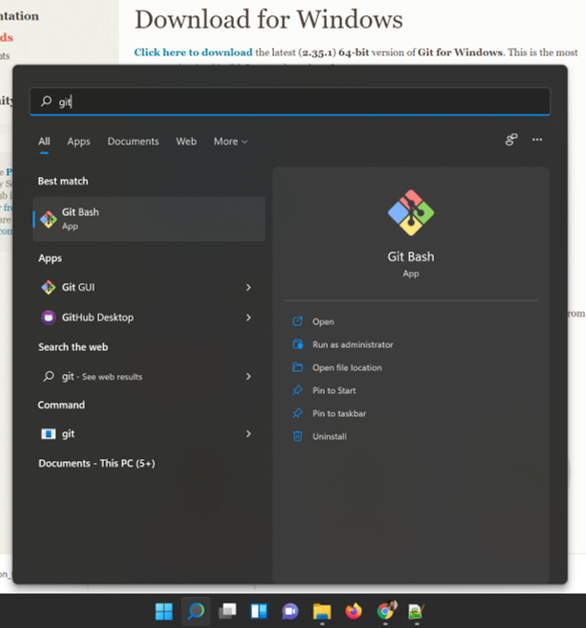 ntation
Download for Windows
ds
nts
Click here to download the latest (2.35.1) 64-bit version of Git for Windows. This is the most
git
All Apps Documents Web More
Best match
Git Bash
App
Apps
Git GUI
GitHub Desktop
Search the web
git - See web results
Command
git
Documents - This PC (5+)
Git Bash
App
Open
Run as administrator
Open file location
Pin to Start
Pin to taskbar
Uninstall
rom